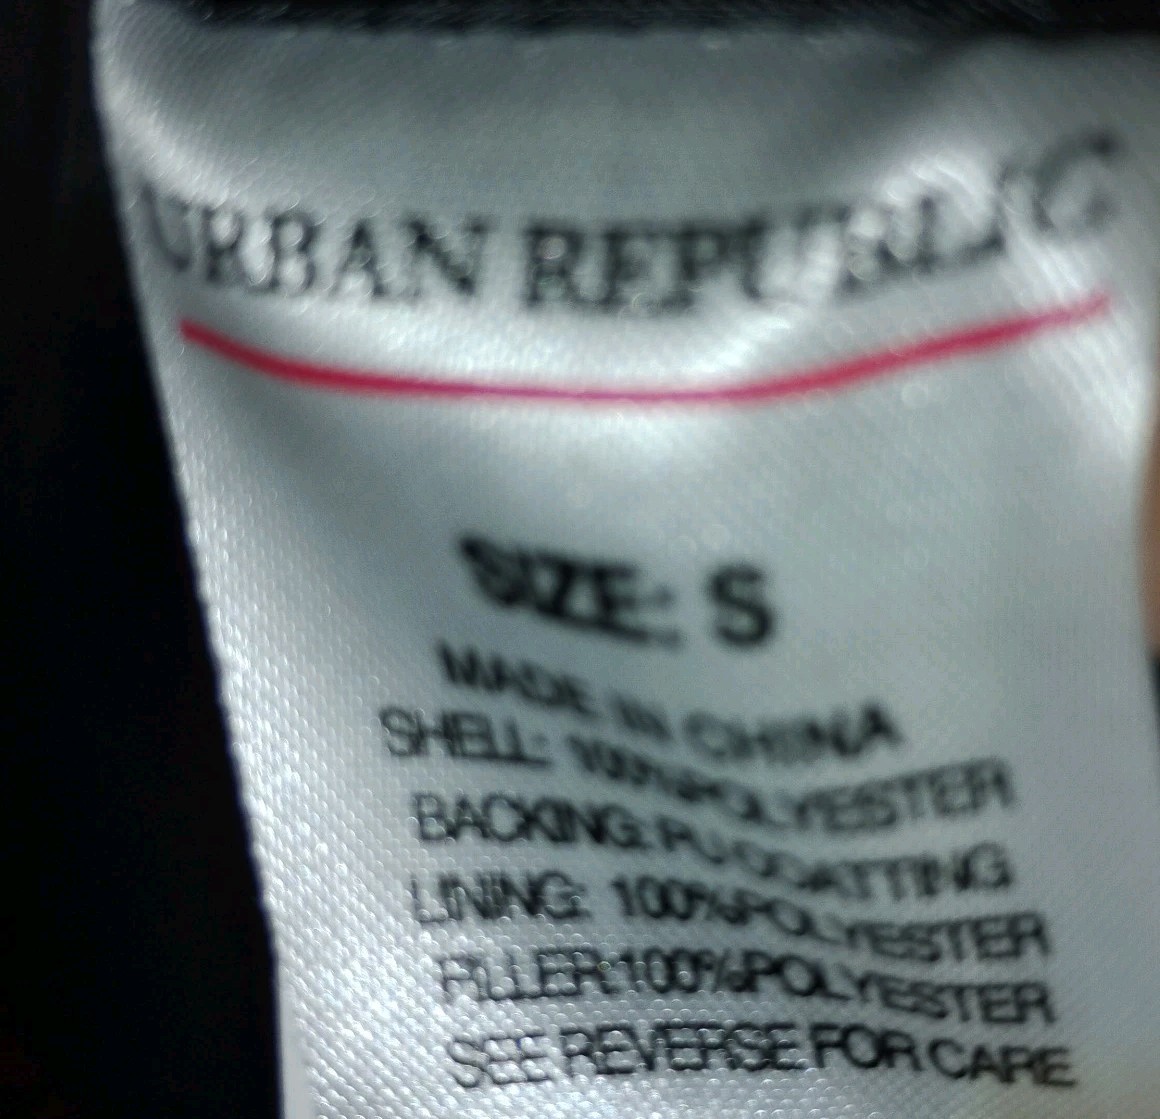 URBAN REPUBLIC
SIZE: S
MADE IN CHINA
SHELL: 100%POLYESTER
BACKING: PU COATTING
LINING: 100%POLYESTER
FILLER:100%POLYESTER
SEE REVERSE FOR CARE